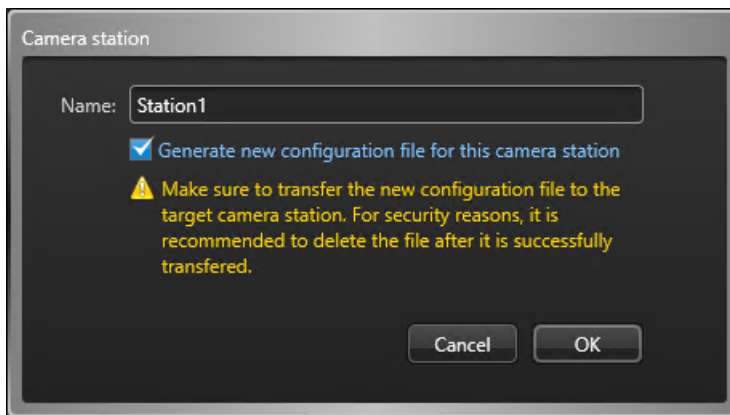 Camera station
Name: Station1
Generate new configuration file for this camera station
Make sure to transfer the new configuration file to the
target camera station. For security reasons, it is
recommended to delete the file after it is successfully
transfered.
Cancel OK